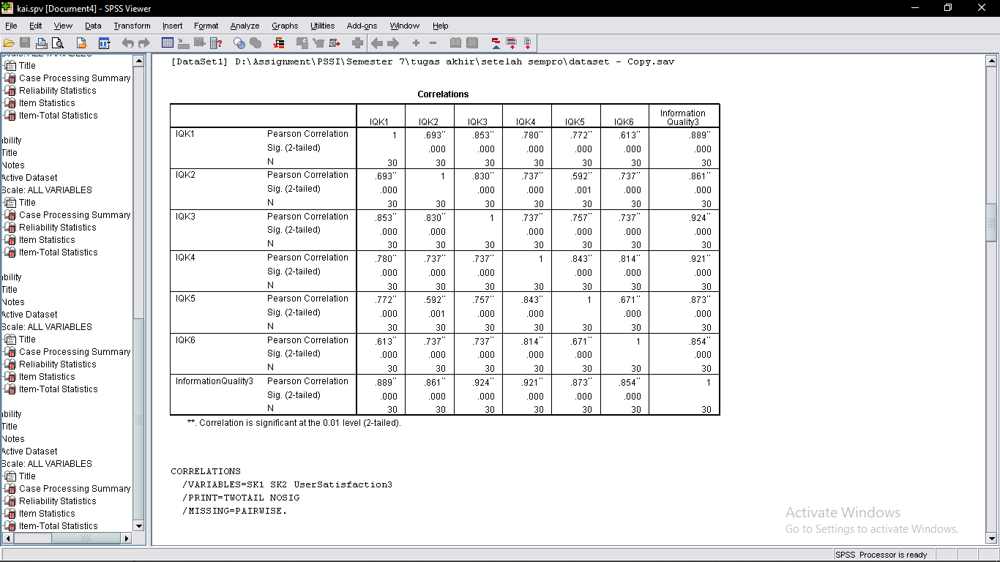 kai.spv [Document4] - SPSS Viewer
File Edit View Data Transform Insert Format Analyze Graphs Utilities Add-ons Window Help
Title
Case Processing Summary
Reliability Statistics
Item Statistics
Item-Total Statistics
bility
Title
Notes
Active Dataset
Scale: ALL VARIABLES
Title
Case Processing Summary
Reliability Statistics
Item Statistics
Item-Total Statistics
bility
Title
Notes
Active Dataset
Scale: ALL VARIABLES
Title
Case Processing Summary
Reliability Statistics
Item Statistics
Item-Total Statistics
bility
Title
Notes
Active Dataset
Scale: ALL VARIABLES
Title
Case Processing Summary
Reliability Statistics
Item Statistics
Item-Total Statistics
[DataSet1] D:\Assignment\PSSI\Semester 7\tugas akhir\setelah sempro\dataset - Copy.sav
Correlations
IQK1 IQK2 IQK3 IQK4 IQK5 IQK6 Information Quality3
IQK1 Pearson Correlation 1 .693** .853** .780** .772** .613** .889**
Sig. (2-tailed) .000 .000 .000 .000 .000 .000
N 30 30 30 30 30 30 30
IQK2 Pearson Correlation .693** 1 .830** .737** .592** .737** .861**
Sig. (2-tailed) .000 .000 .000 .001 .000 .000
N 30 30 30 30 30 30 30
IQK3 Pearson Correlation .853** .830** 1 .737** .757** .737** .924**
Sig. (2-tailed) .000 .000 .000 .000 .000 .000
N 30 30 30 30 30 30 30
IQK4 Pearson Correlation .780** .737** .737** 1 .843** .814** .921**
Sig. (2-tailed) .000 .000 .000 .000 .000 .000
N 30 30 30 30 30 30 30
IQK5 Pearson Correlation .772** .592** .757** .843** 1 .671** .873**
Sig. (2-tailed) .000 .001 .000 .000 .000 .000
N 30 30 30 30 30 30 30
IQK6 Pearson Correlation .613** .737** .737** .814** .671** 1 .854**
Sig. (2-tailed) .000 .000 .000 .000 .000 .000
N 30 30 30 30 30 30 30
InformationQuality3 Pearson Correlation .889** .861** .924** .921** .873** .854** 1
Sig. (2-tailed) .000 .000 .000 .000 .000 .000
N 30 30 30 30 30 30 30
**. Correlation is significant at the 0.01 level (2-tailed).
CORRELATIONS
/VARIABLES=SK1 SK2 UserSatisfaction3
/PRINT=TWOTAIL NOSIG
/MISSING=PAIRWISE.
Activate Windows
Go to Settings to activate Windows.
SPSS Processor is ready